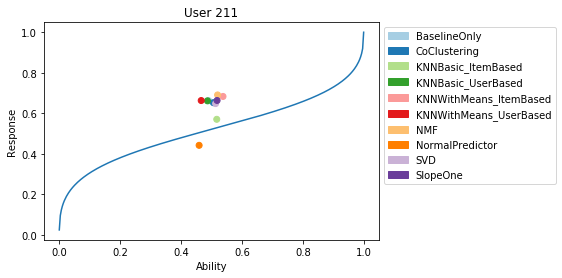 User 211
1.0
0.8
0.6
0.4
0.2
0.0
Response
0.0 0.2 0.4 0.6 0.8 1.0
Ability
BaselineOnly
CoClustering
KNNBasic_ItemBased
KNNBasic_UserBased
KNNWithMeans_ItemBased
KNNWithMeans_UserBased
NMF
NormalPredictor
SVD
SlopeOne